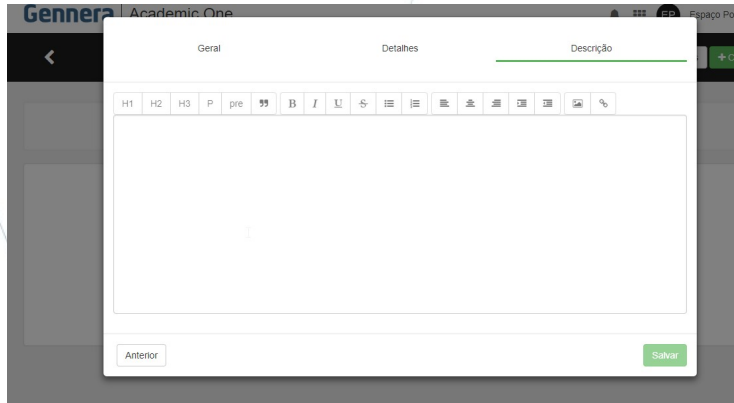 Gennera Academic One EP Espaço Po
Geral Detalhes Descrição
H1 H2 H3 P pre B I U S
Anterior Salvar